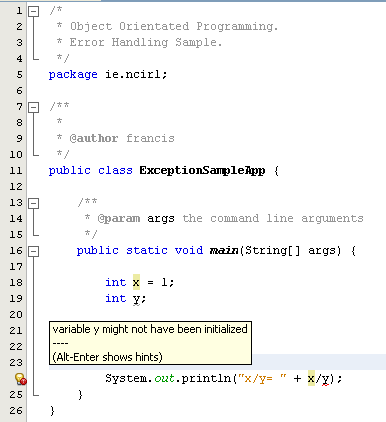 1 /*
2 * Object Orientated Programming.
3 * Error Handling Sample.
4 */
5 package ie.ncirl;
6
7 /**
8 *
9 * @author francis
10 */
11 public class ExceptionSampleApp {
12
13 /**
14 * @param args the command line arguments
15 */
16 public static void main(String[] args) {
17
18 int x = 1;
19 int y;
20
21 variable y might not have been initialized
22 ----
(Alt-Enter shows hints)
23
System.out.println("x/y= " + x/y);
25 }
26 }